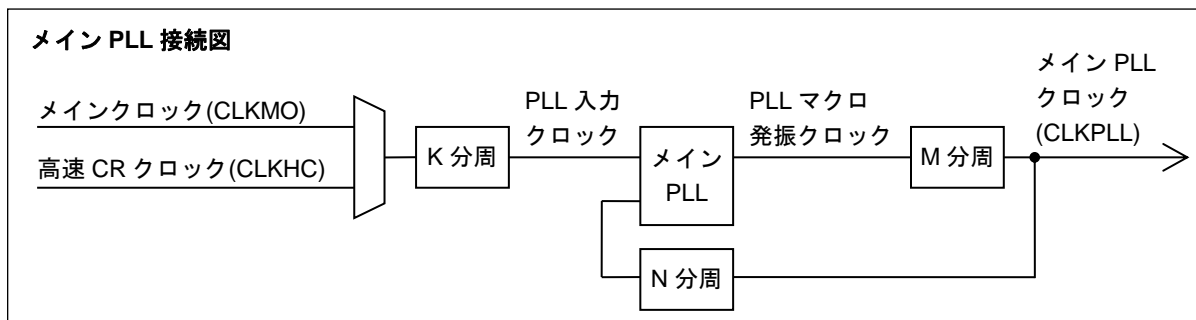 メイン PLL 接続図
メインクロック(CLKMO)
高速 CR クロック(CLKHC)
K 分周
PLL 入力
クロック
メイン
PLL
PLL マクロ
発振クロック
M 分周
メイン PLL
クロック
(CLKPLL)
N 分周